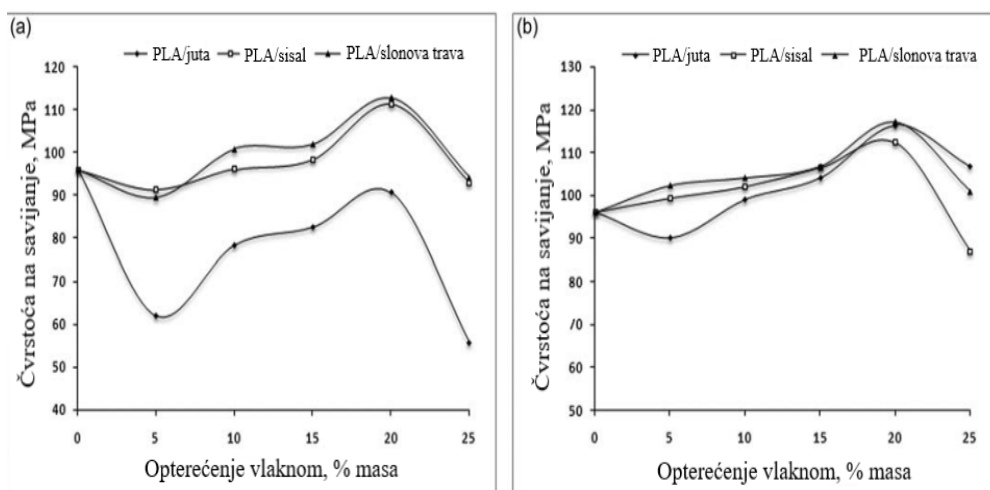 (a)
PLA/juta PLA/sisal PLA/slonova trava
Čvrstoća na savijanje, MPa
120
110
100
90
80
70
60
50
40
0 5 10 15 20 25
Opterećenje vlaknom, % masa
(b)
PLA/juta PLA/sisal PLA/slonova trava
Čvrstoća na savijanje, MPa
130
120
110
100
90
80
70
60
50
0 5 10 15 20 25
Opterećenje vlaknom, % masa